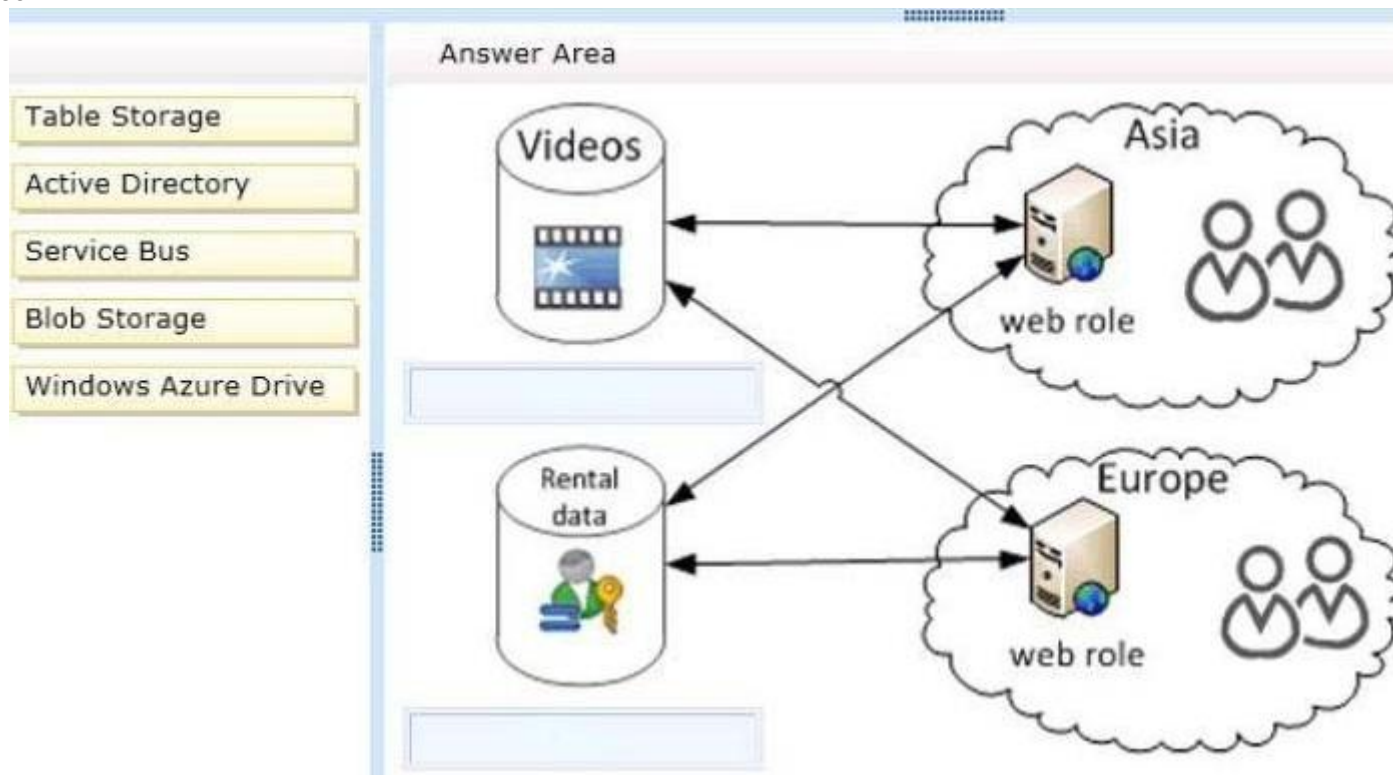 Answer Area
Table Storage
Active Directory
Service Bus
Blob Storage
Windows Azure Drive
Videos
Asia
web role
Rental
data
Europe
web role